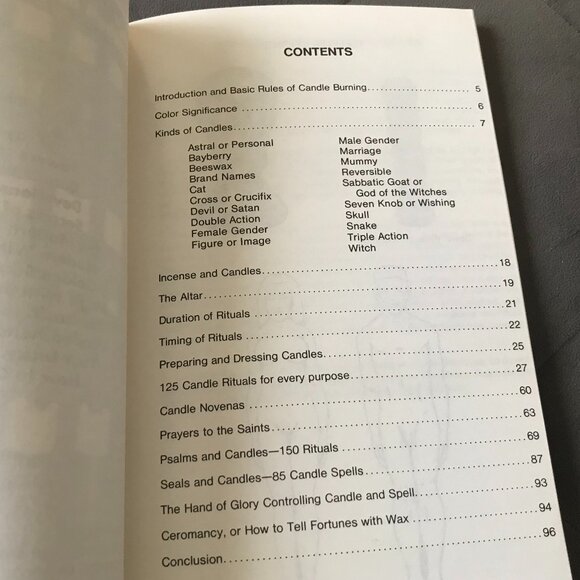 CONTENTS
Introduction and Basic Rules of Candle Burning.................... 5
Color Significance .................... 6
Kinds of Candles.................... 7
Astral or Personal
Bayberry
Beeswax
Brand Names
Cat
Cross or Crucifix
Devil or Satan
Double Action
Female Gender
Figure or Image
Male Gender
Marriage
Mummy
Reversible
Sabbatic Goat or
God of the Witches
Seven Knob or Wishing
Skull
Snake
Triple Action
Witch
Incense and Candles.................... 18
The Altar.................... 19
Duration of Rituals .................... 21
Timing of Rituals .................... 22
Preparing and Dressing Candles.................... 25
125 Candle Rituals for every purpose.................... 27
Candle Novenas .................... 60
Prayers to the Saints.................... 63
Psalms and Candles—150 Rituals .................... 69
Seals and Candles—85 Candle Spells.................... 87
The Hand of Glory Controlling Candle and Spell.................... 93
Ceromancy, or How to Tell Fortunes with Wax .................... 94
Conclusion.................... 96